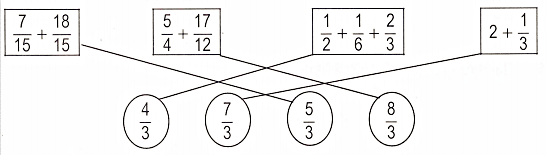 7/15 + 18/15  5/4 + 17/12  1/2 + 1/6 + 2/3  2 + 1/3
4/3  7/3  5/3  8/3